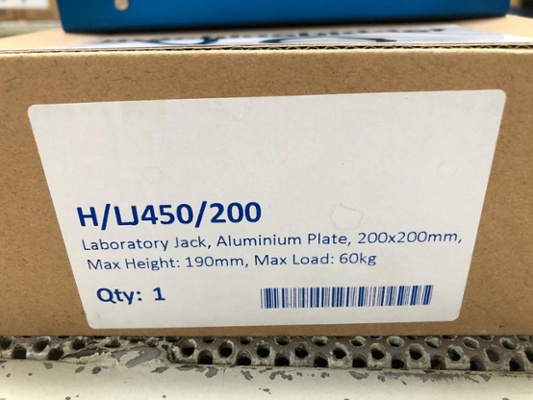 H/LJ450/200
Laboratory Jack, Aluminium Plate, 200x200mm,
Max Height: 190mm, Max Load: 60kg
Qty: 1